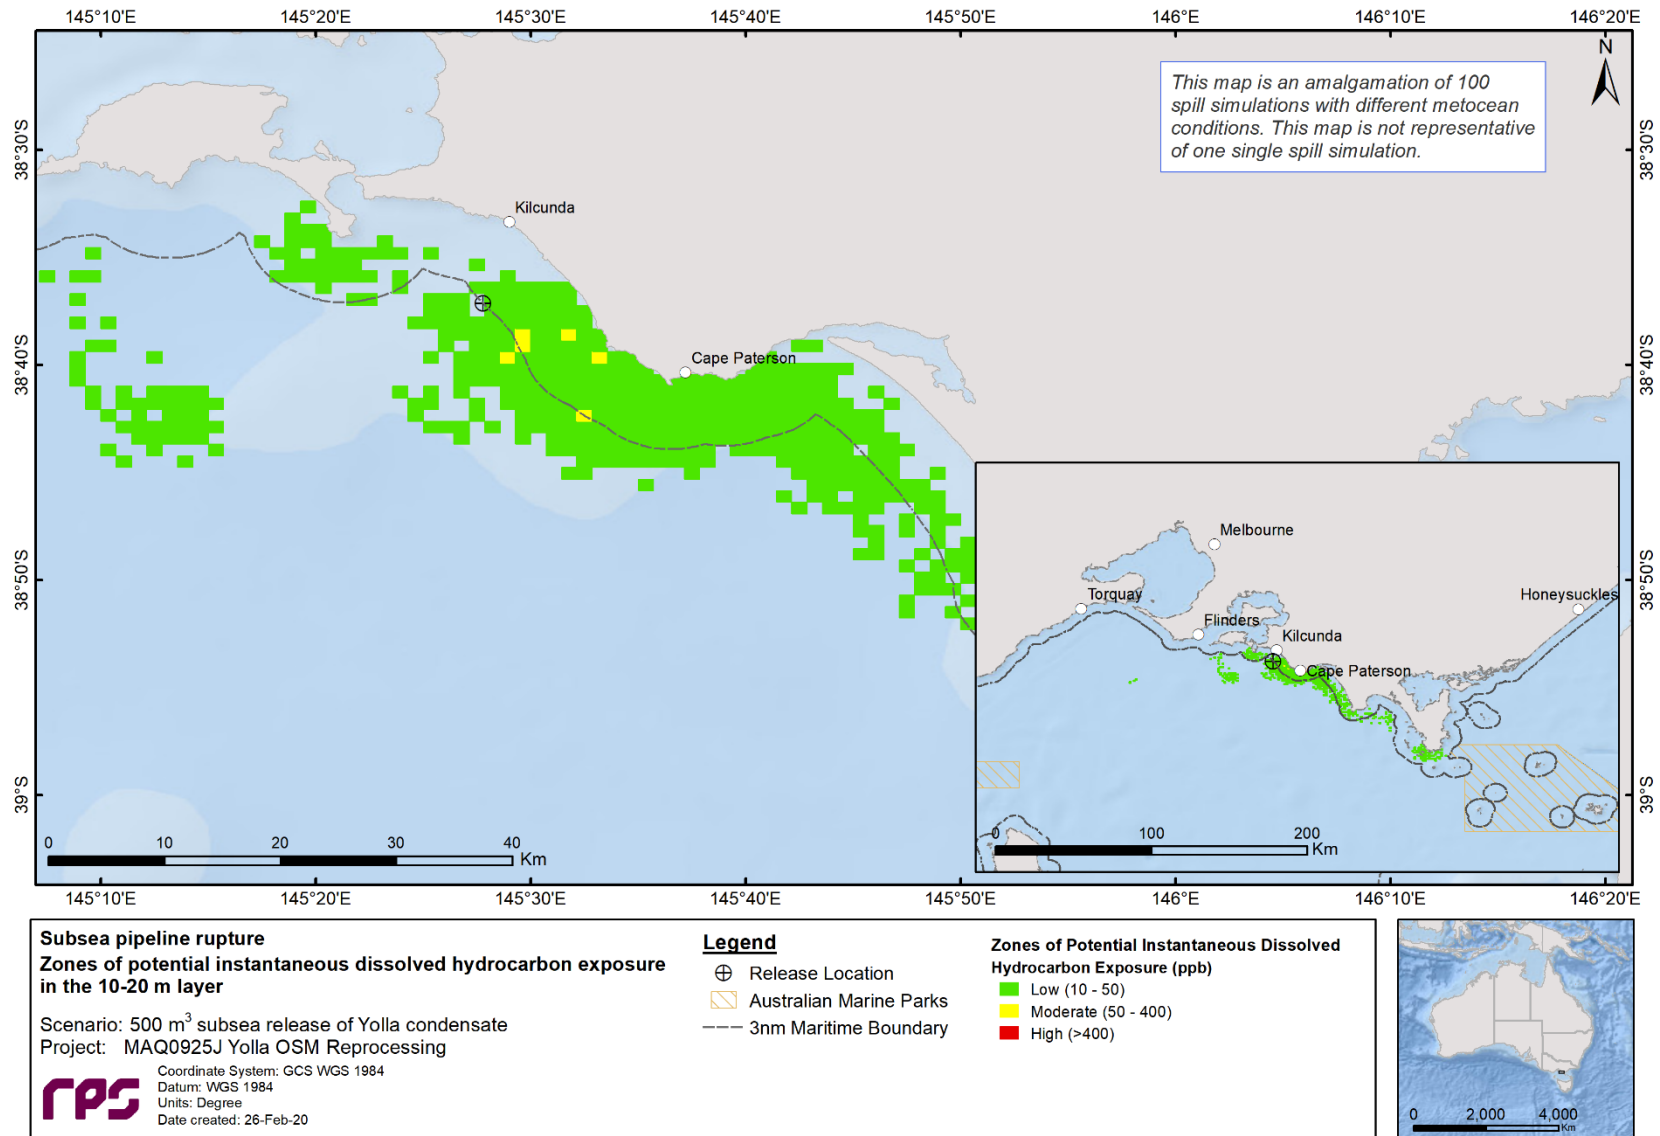 145°10'E 145°20'E 145°30'E 145°40'E 145°50'E 146°E 146°10'E 146°20'E
N
This map is an amalgamation of 100
spill simulations with different metocean
conditions. This map is not representative
of one single spill simulation.
38°30'S 38°30'S
Kilcunda
38°40'S 38°40'S
Cape Paterson
38°50'S 38°50'S
Melbourne
Torquay
Honeysuckles
Flinders
Kilcunda
Cape Paterson
39°S 39°S
0 100 200
Km
0 10 20 30 40
Km
145°10'E 145°20'E 145°30'E 145°40'E 145°50'E 146°E 146°10'E 146°20'E
Subsea pipeline rupture
Zones of potential instantaneous dissolved hydrocarbon exposure
in the 10-20 m layer
Scenario: 500 m³ subsea release of Yolla condensate
Project: MAQ0925J Yolla OSM Reprocessing
rps
Coordinate System: GCS WGS 1984
Datum: WGS 1984
Units: Degree
Date created: 26-Feb-20
Legend
Release Location
Australian Marine Parks
3nm Maritime Boundary
Zones of Potential Instantaneous Dissolved
Hydrocarbon Exposure (ppb)
Low (10 - 50)
Moderate (50 - 400)
High (>400)
0 2,000 4,000
Km